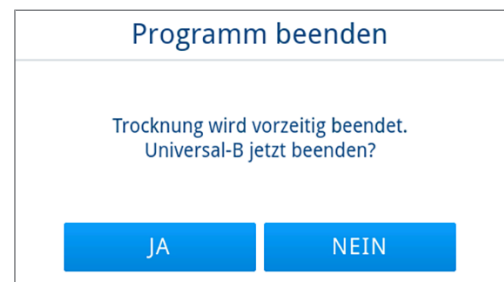 Programm beenden
Trocknung wird vorzeitig beendet.
Universal-B jetzt beenden?
JA
NEIN